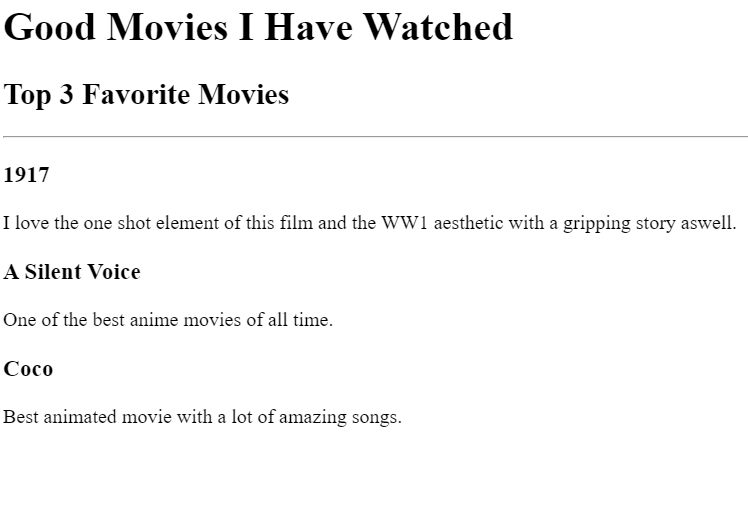 Good Movies I Have Watched
Top 3 Favorite Movies
1917
I love the one shot element of this film and the WW1 aesthetic with a gripping story aswell.
A Silent Voice
One of the best anime movies of all time.
Coco
Best animated movie with a lot of amazing songs.